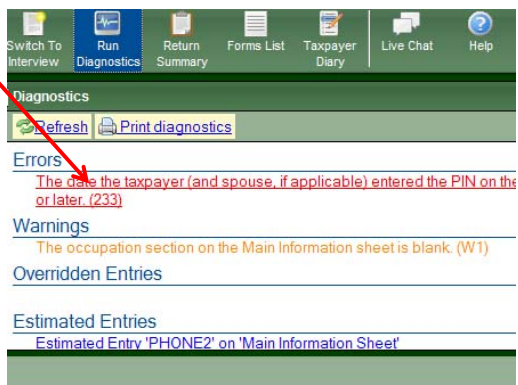 Switch To Interview
Run Diagnostics
Return Summary
Forms List
Taxpayer Diary
Live Chat
Help
Diagnostics
Refresh Print diagnostics
Errors
The date the taxpayer (and spouse, if applicable) entered the PIN on the
or later. (233)
Warnings
The occupation section on the Main Information sheet is blank. (W1)
Overridden Entries
Estimated Entries
Estimated Entry 'PHONE2' on 'Main Information Sheet'